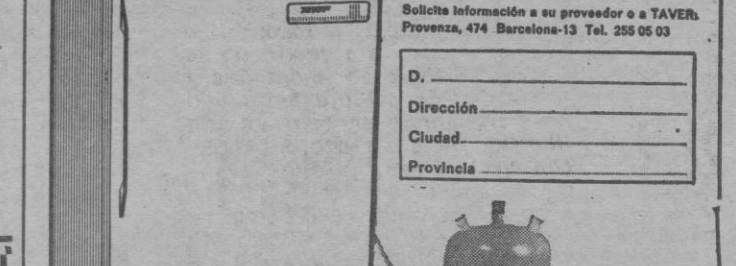 Solicite información a su proveedor o a TAVER
Provenza, 474 Barcelona-13 Tel. 255 05 03
D.
Dirección
Ciudad
Provincia